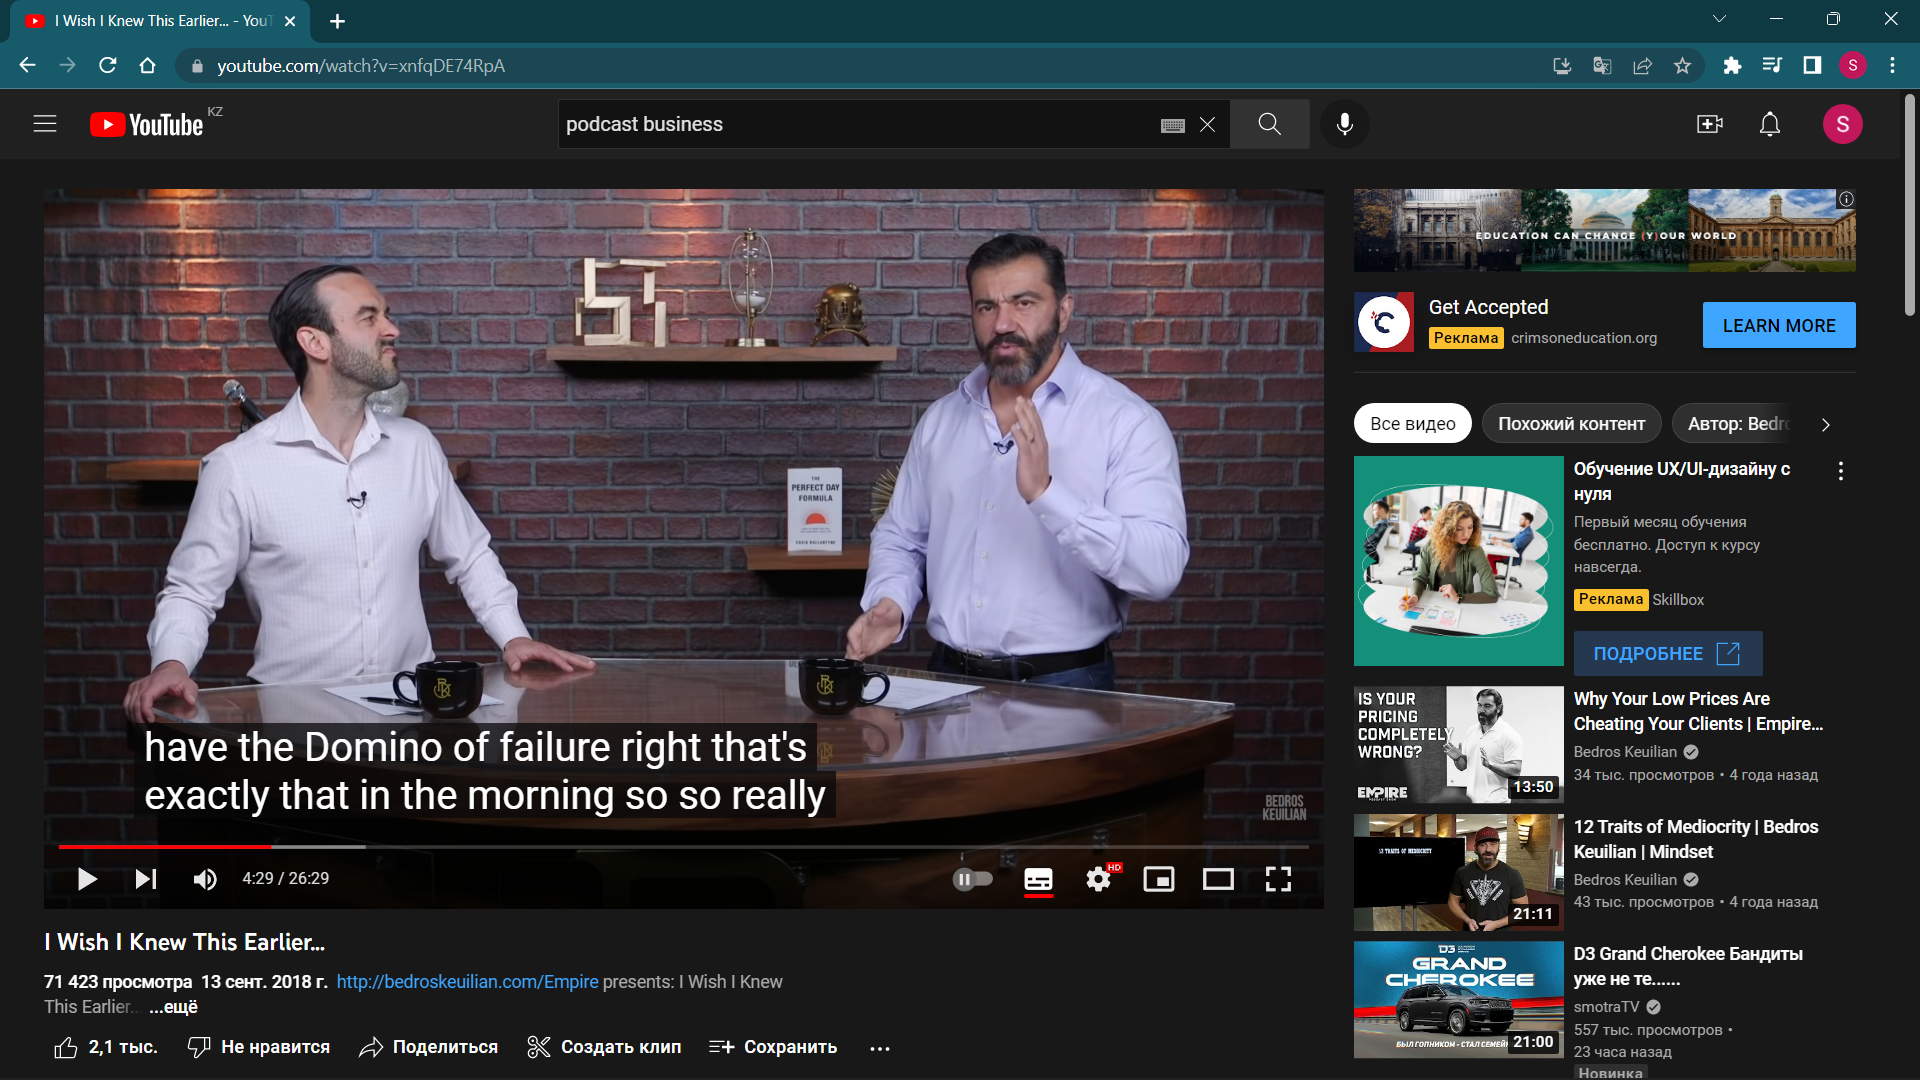 I Wish I Knew This Earlier... - YouT
youtube.com/watch?v=xnfqDE74RpA
S
YouTube KZ
podcast business
S
EDUCATION CAN CHANGE (Y)OUR WORLD
Get Accepted
Реклама crimsoneducation.org
LEARN MORE
Все видео
Похожий контент
Автор: Bedro
THE
PERFECT DAY
FORMULA
CRAIG BALLANTYNE
have the Domino of failure right that's
exactly that in the morning so so really
BEDROS
KEUILIAN
4:29 / 26:29
HD
I Wish I Knew This Earlier...
71 423 просмотра 13 сент. 2018 г. http://bedroskeuilian.com/Empire presents: I Wish I Knew
This Earlier... ...ещё
2,1 тыс.
Не нравится
Поделиться
Создать клип
Сохранить
Обучение UX/UI-дизайну с
нуля
Первый месяц обучения
бесплатно. Доступ к курсу
навсегда.
Реклама Skillbox
ПОДРОБНЕЕ
IS YOUR
PRICING
COMPLETELY
WRONG?
EMPIRE
13:50
Why Your Low Prices Are
Cheating Your Clients | Empire...
Bedros Keuilian
34 тыс. просмотров • 4 года назад
12 TRAITS OF MEDIOCRITY
21:11
12 Traits of Mediocrity | Bedros
Keuilian | Mindset
Bedros Keuilian
43 тыс. просмотров • 4 года назад
D3
GRAND
CHEROKEE
БЫЛ ГОПНИКОМ - СТАЛ СЕМЕЙ
21:00
D3 Grand Cherokee Бандиты
уже не те......
smotraTV
557 тыс. просмотров •
23 часа назад
Новинка